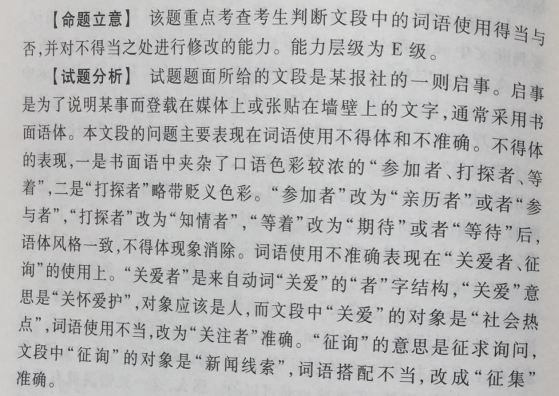 【命题立意】 该题重点考查考生判断文段中的词语使用得当与
否,并对不得当之处进行修改的能力。能力层级为E级。
【试题分析】 试题题面所给的文段是某报社的一则启事。启事
是为了说明某事而登载在媒体上或张贴在墙壁上的文字,通常采用书
面语体。本文段的问题主要表现在词语使用不得体和不准确。不得体
的表现,一是书面语中夹杂了口语色彩较浓的“参加者、打探者、等
着”,二是“打探者”略带贬义色彩。“参加者”改为“亲历者”或者“参
与者”,“打探者”改为“知情者”,“等着”改为“期待”或者“等待”后,
语体风格一致,不得体现象消除。词语使用不准确表现在“关爱者、征
询”的使用上。“关爱者”是来自动词“关爱”的“者”字结构,“关爱”意
思是“关怀爱护”,对象应该是人,而文段中“关爱”的对象是“社会热
点”,词语使用不当,改为“关注者”准确。“征询”的意思是征求询问,
文段中“征询”的对象是“新闻线索”,词语搭配不当,改成“征集”
准确。